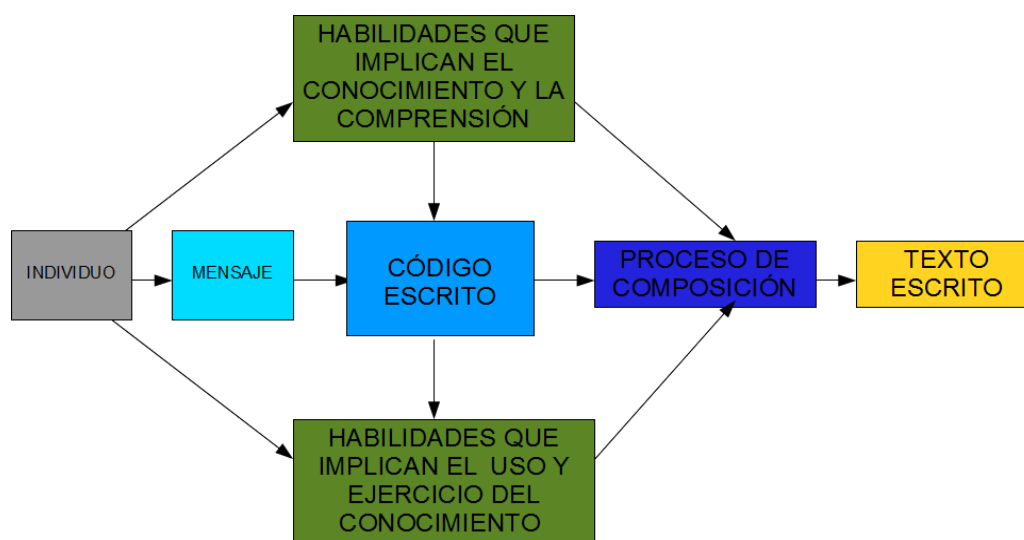 HABILIDADES QUE
IMPLICAN EL
CONOCIMIENTO Y LA
COMPRENSIÓN
INDIVIDUO
MENSAJE
CÓDIGO
ESCRITO
PROCESO DE
COMPOSICIÓN
TEXTO
ESCRITO
HABILIDADES QUE
IMPLICAN EL USO Y
EJERCICIO DEL
CONOCIMIENTO